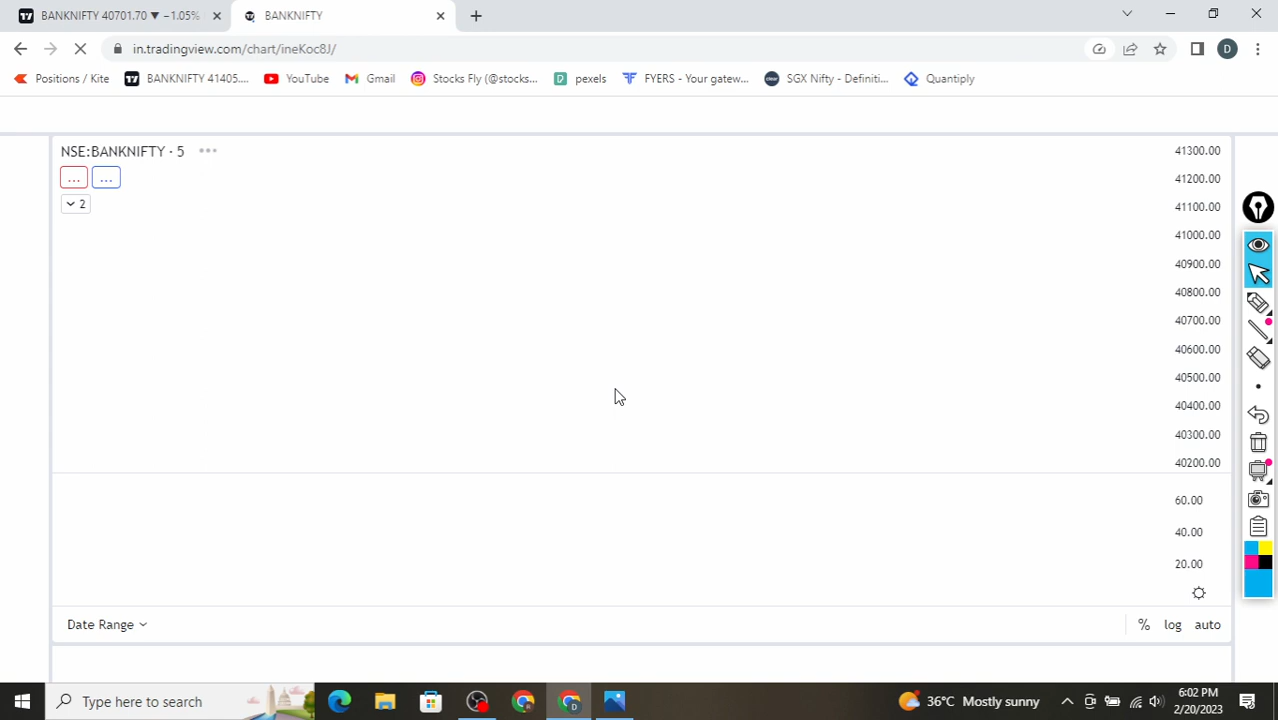 BANKNIFTY 40701.70 ▼ −1.05%
BANKNIFTY
in.tradingview.com/chart/ineKoc8J/
D
Positions / Kite
BANKNIFTY 41405....
YouTube
Gmail
Stocks Fly (@stocks...
pexels
FYERS - Your gatew...
SGX Nifty - Definiti...
Quantiply
NSE:BANKNIFTY · 5
...
...
2
41300.00
41200.00
41100.00
41000.00
40900.00
40800.00
40700.00
40600.00
40500.00
40400.00
40300.00
40200.00
60.00
40.00
20.00
Date Range
% log auto
Type here to search
36°C Mostly sunny
6:02 PM
2/20/2023